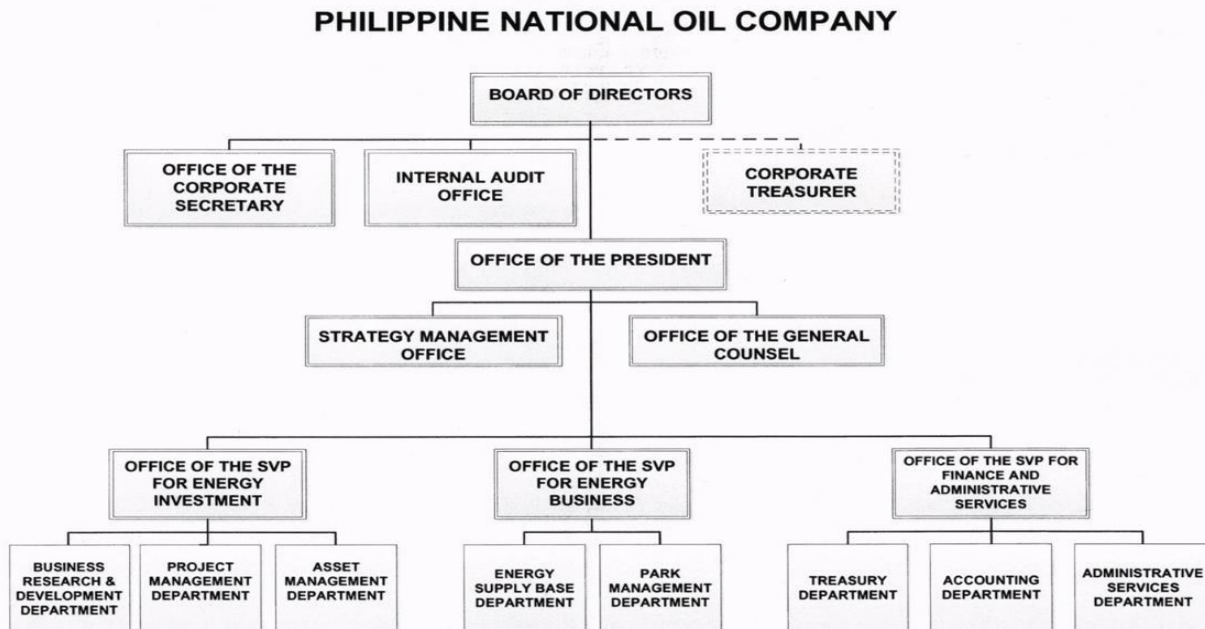 PHILIPPINE NATIONAL OIL COMPANY
BOARD OF DIRECTORS
OFFICE OF THE
CORPORATE
SECRETARY
INTERNAL AUDIT
OFFICE
CORPORATE
TREASURER
OFFICE OF THE PRESIDENT
STRATEGY MANAGEMENT
OFFICE
OFFICE OF THE GENERAL
COUNSEL
OFFICE OF THE SVP
FOR ENERGY
INVESTMENT
OFFICE OF THE SVP
FOR ENERGY
BUSINESS
OFFICE OF THE SVP FOR
FINANCE AND
ADMINISTRATIVE
SERVICES
BUSINESS
RESEARCH &
DEVELOPMENT
DEPARTMENT
PROJECT
MANAGEMENT
DEPARTMENT
ASSET
MANAGEMENT
DEPARTMENT
ENERGY
SUPPLY BASE
DEPARTMENT
PARK
MANAGEMENT
DEPARTMENT
TREASURY
DEPARTMENT
ACCOUNTING
DEPARTMENT
ADMINISTRATIVE
SERVICES
DEPARTMENT